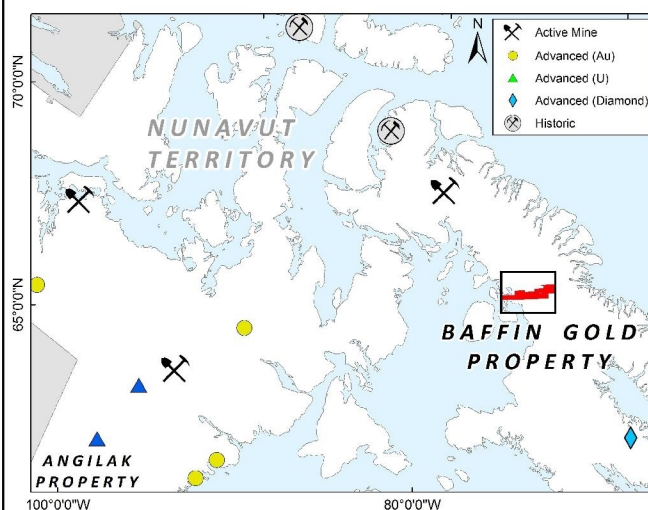 N
Active Mine
Advanced (Au)
Advanced (U)
Advanced (Diamond)
Historic
70°0'0"N
NUNAVUT
TERRITORY
65°0'0"N
BAFFIN GOLD
PROPERTY
ANGILAK
PROPERTY
100°0'0"W
80°0'0"W